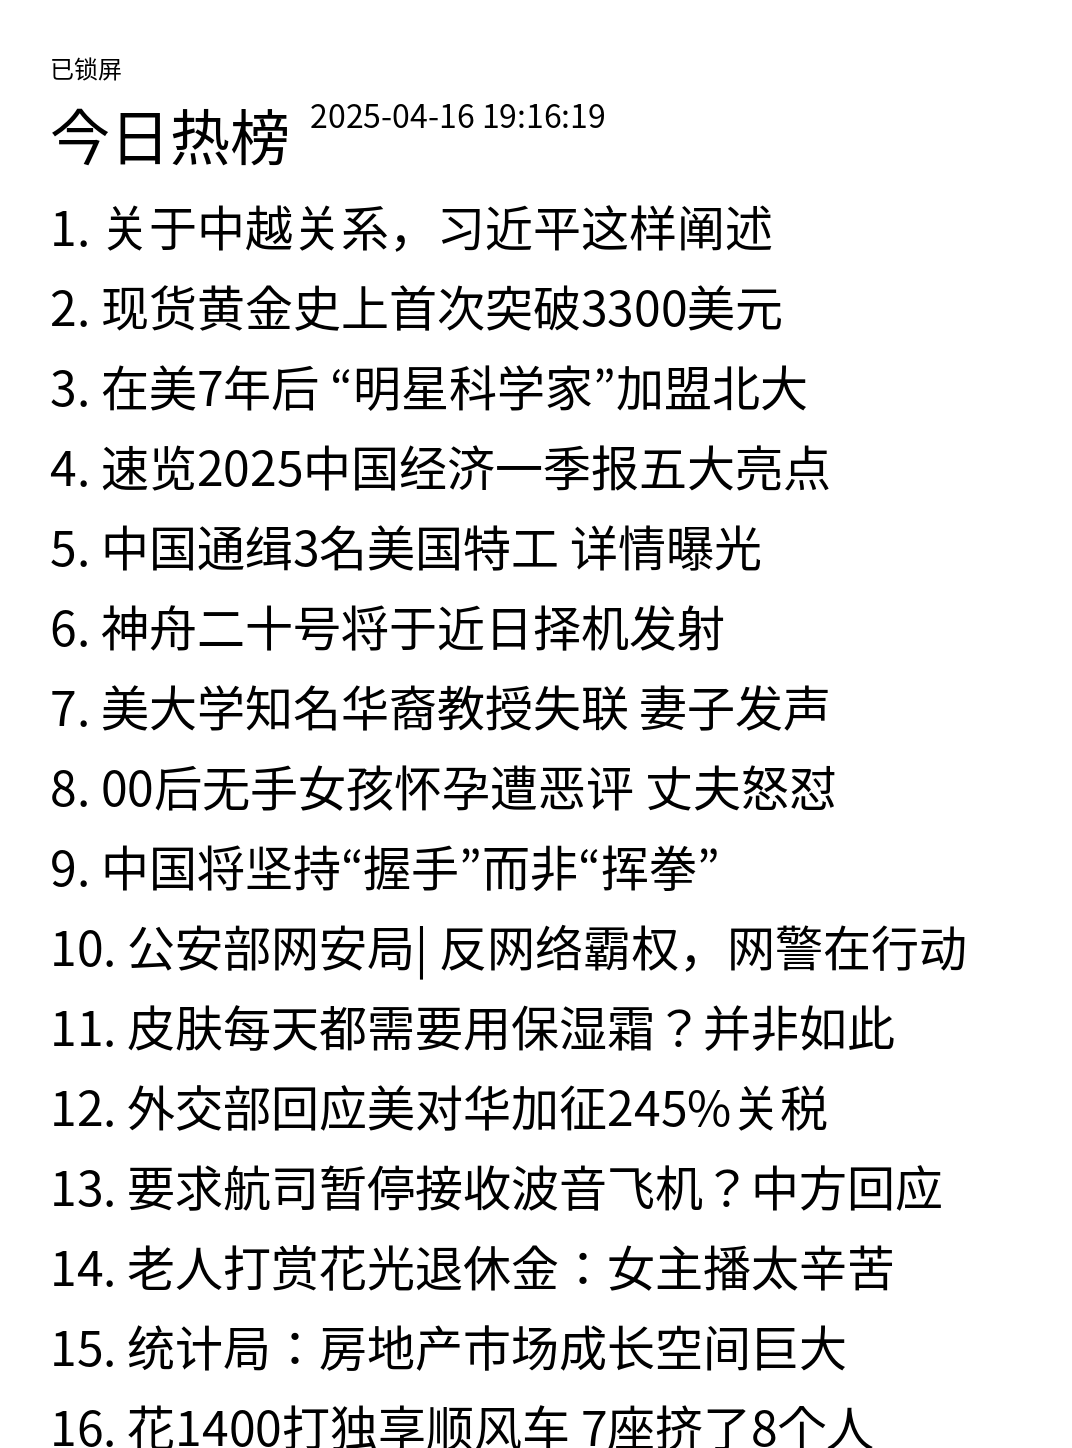 已锁屏
今日热榜 2025-04-16 19:16:19
1. 关于中越关系，习近平这样阐述
2. 现货黄金史上首次突破3300美元
3. 在美7年后 “明星科学家”加盟北大
4. 速览2025中国经济一季报五大亮点
5. 中国通缉3名美国特工 详情曝光
6. 神舟二十号将于近日择机发射
7. 美大学知名华裔教授失联 妻子发声
8. 00后无手女孩怀孕遭恶评 丈夫怒怼
9. 中国将坚持“握手”而非“挥拳”
10. 公安部网安局| 反网络霸权，网警在行动
11. 皮肤每天都需要用保湿霜？并非如此
12. 外交部回应美对华加征245%关税
13. 要求航司暂停接收波音飞机？中方回应
14. 老人打赏花光退休金：女主播太辛苦
15. 统计局：房地产市场成长空间巨大
16. 花1400打独享顺风车 7座挤了8个人